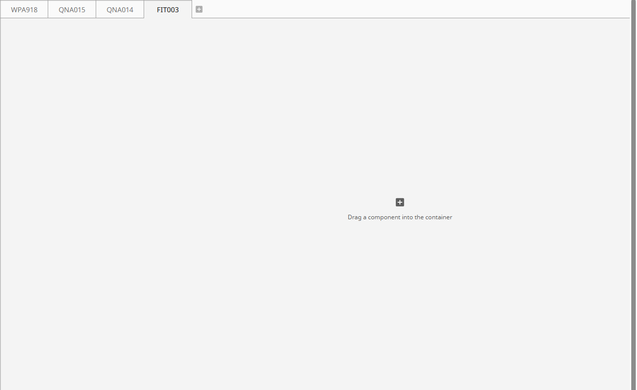 WPA918 QNA015 QNA014 FIT003
Drag a component into the container